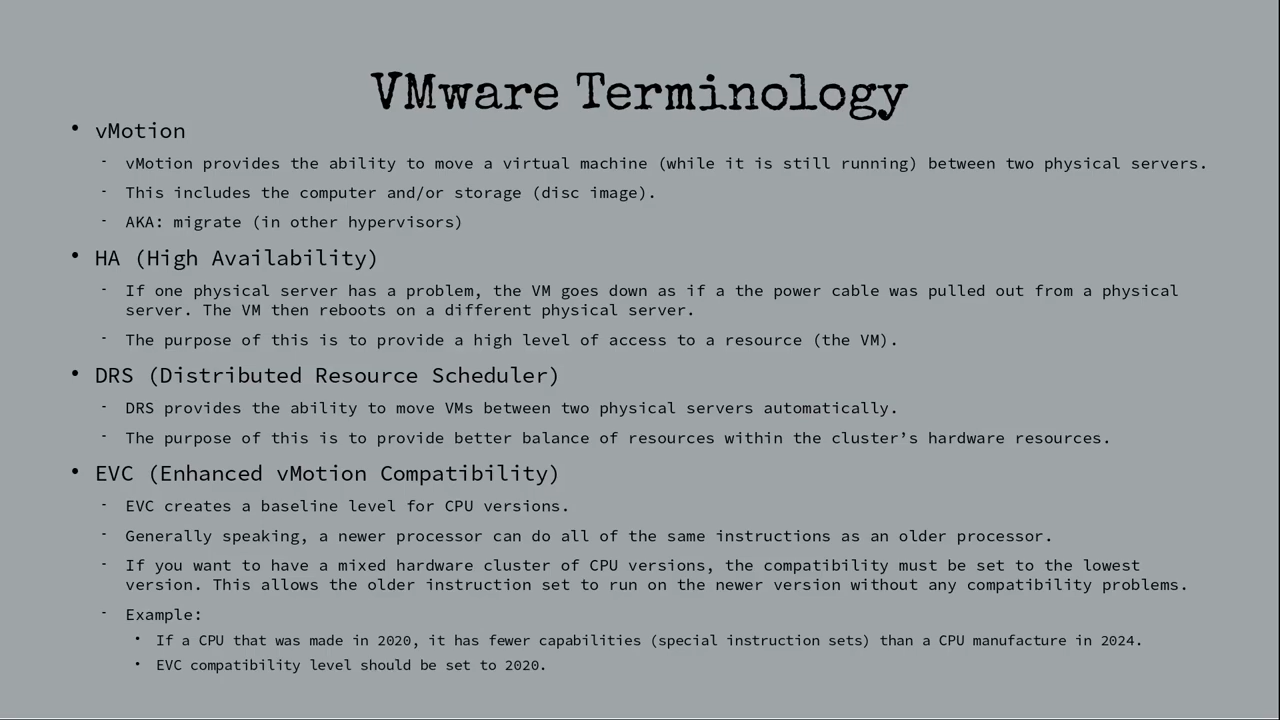 VMware Terminology
• vMotion
- vMotion provides the ability to move a virtual machine (while it is still running) between two physical servers.
- This includes the computer and/or storage (disc image).
- AKA: migrate (in other hypervisors)
• HA (High Availability)
- If one physical server has a problem, the VM goes down as if a the power cable was pulled out from a physical
server. The VM then reboots on a different physical server.
- The purpose of this is to provide a high level of access to a resource (the VM).
• DRS (Distributed Resource Scheduler)
- DRS provides the ability to move VMs between two physical servers automatically.
- The purpose of this is to provide better balance of resources within the cluster’s hardware resources.
• EVC (Enhanced vMotion Compatibility)
- EVC creates a baseline level for CPU versions.
- Generally speaking, a newer processor can do all of the same instructions as an older processor.
- If you want to have a mixed hardware cluster of CPU versions, the compatibility must be set to the lowest
version. This allows the older instruction set to run on the newer version without any compatibility problems.
- Example:
• If a CPU that was made in 2020, it has fewer capabilities (special instruction sets) than a CPU manufacture in 2024.
• EVC compatibility level should be set to 2020.